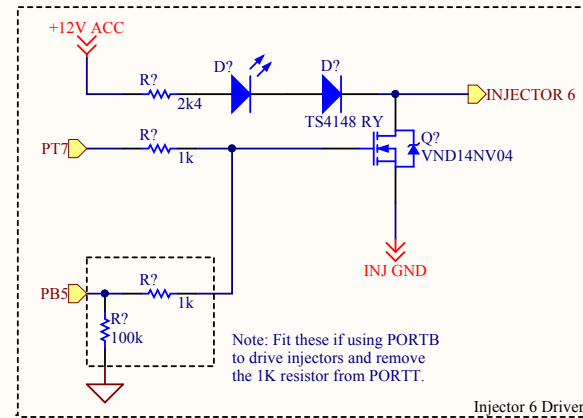 +12V ACC
D?
D?
R?
2k4
TS4148 RY
INJECTOR 6
PT7
R?
1k
Q?
VND14NV04
INJ GND
PB5
R?
1k
R?
100k
Note: Fit these if using PORTB
to drive injectors and remove
the 1K resistor from PORTT.
Injector 6 Driver